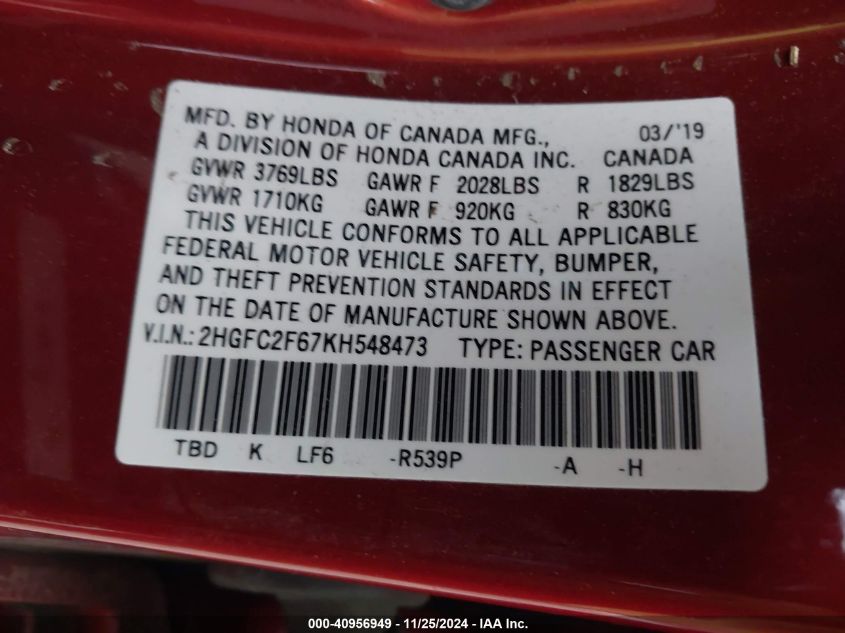 MFD. BY HONDA OF CANADA MFG., 03/'19
A DIVISION OF HONDA CANADA INC. CANADA
GVWR 3769LBS GAWR F 2028LBS R 1829LBS
GVWR 1710KG GAWR F 920KG R 830KG
THIS VEHICLE CONFORMS TO ALL APPLICABLE
FEDERAL MOTOR VEHICLE SAFETY, BUMPER,
AND THEFT PREVENTION STANDARDS IN EFFECT
ON THE DATE OF MANUFACTURE SHOWN ABOVE.
V.I.N.: 2HGFC2F67KH548473 TYPE: PASSENGER CAR
TBD K LF6 -R539P -A -H
000-40956949 - 11/25/2024 - IAA Inc.